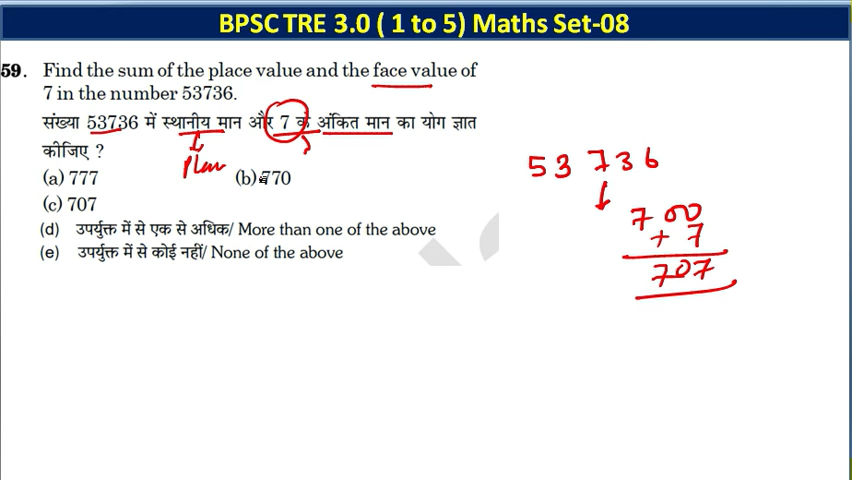 BPSC TRE 3.0 ( 1 to 5) Maths Set-08
59. Find the sum of the place value and the face value of
7 in the number 53736.
संख्या 53736 में स्थानीय मान और 7 के अंकित मान का योग ज्ञात
कीजिए ?
(a) 777 (b) 770
(c) 707
(d) उपर्युक्त में से एक से अधिक/ More than one of the above
(e) उपर्युक्त में से कोई नहीं/ None of the above
53736
700
+ 7
707